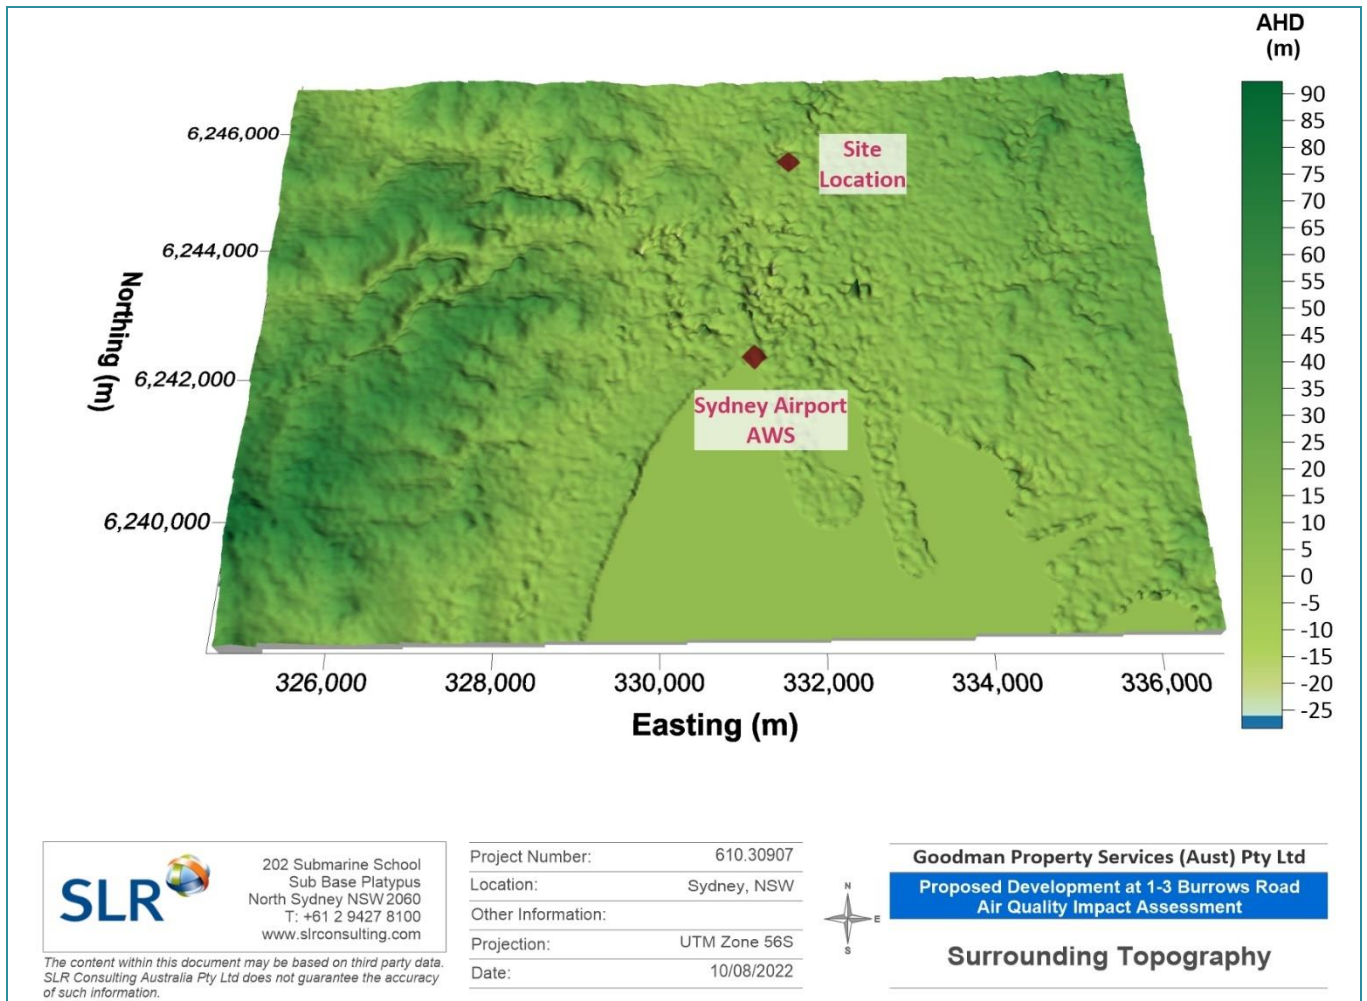 AHD
(m)
90
85
80
75
70
65
60
55
50
45
40
35
30
25
20
15
10
5
0
-5
-10
-15
-20
-25
6,246,000
6,244,000
6,242,000
6,240,000
Northing (m)
Site
Location
Sydney Airport
AWS
326,000 328,000 330,000 332,000 334,000 336,000
Easting (m)
SLR
202 Submarine School
Sub Base Platypus
North Sydney NSW 2060
T: +61 2 9427 8100
www.slrconsulting.com
The content within this document may be based on third party data.
SLR Consulting Australia Pty Ltd does not guarantee the accuracy
of such information.
Project Number: 610.30907
Location: Sydney, NSW
Other Information:
Projection: UTM Zone 56S
Date: 10/08/2022
N
E
S
Goodman Property Services (Aust) Pty Ltd
Proposed Development at 1-3 Burrows Road
Air Quality Impact Assessment
Surrounding Topography